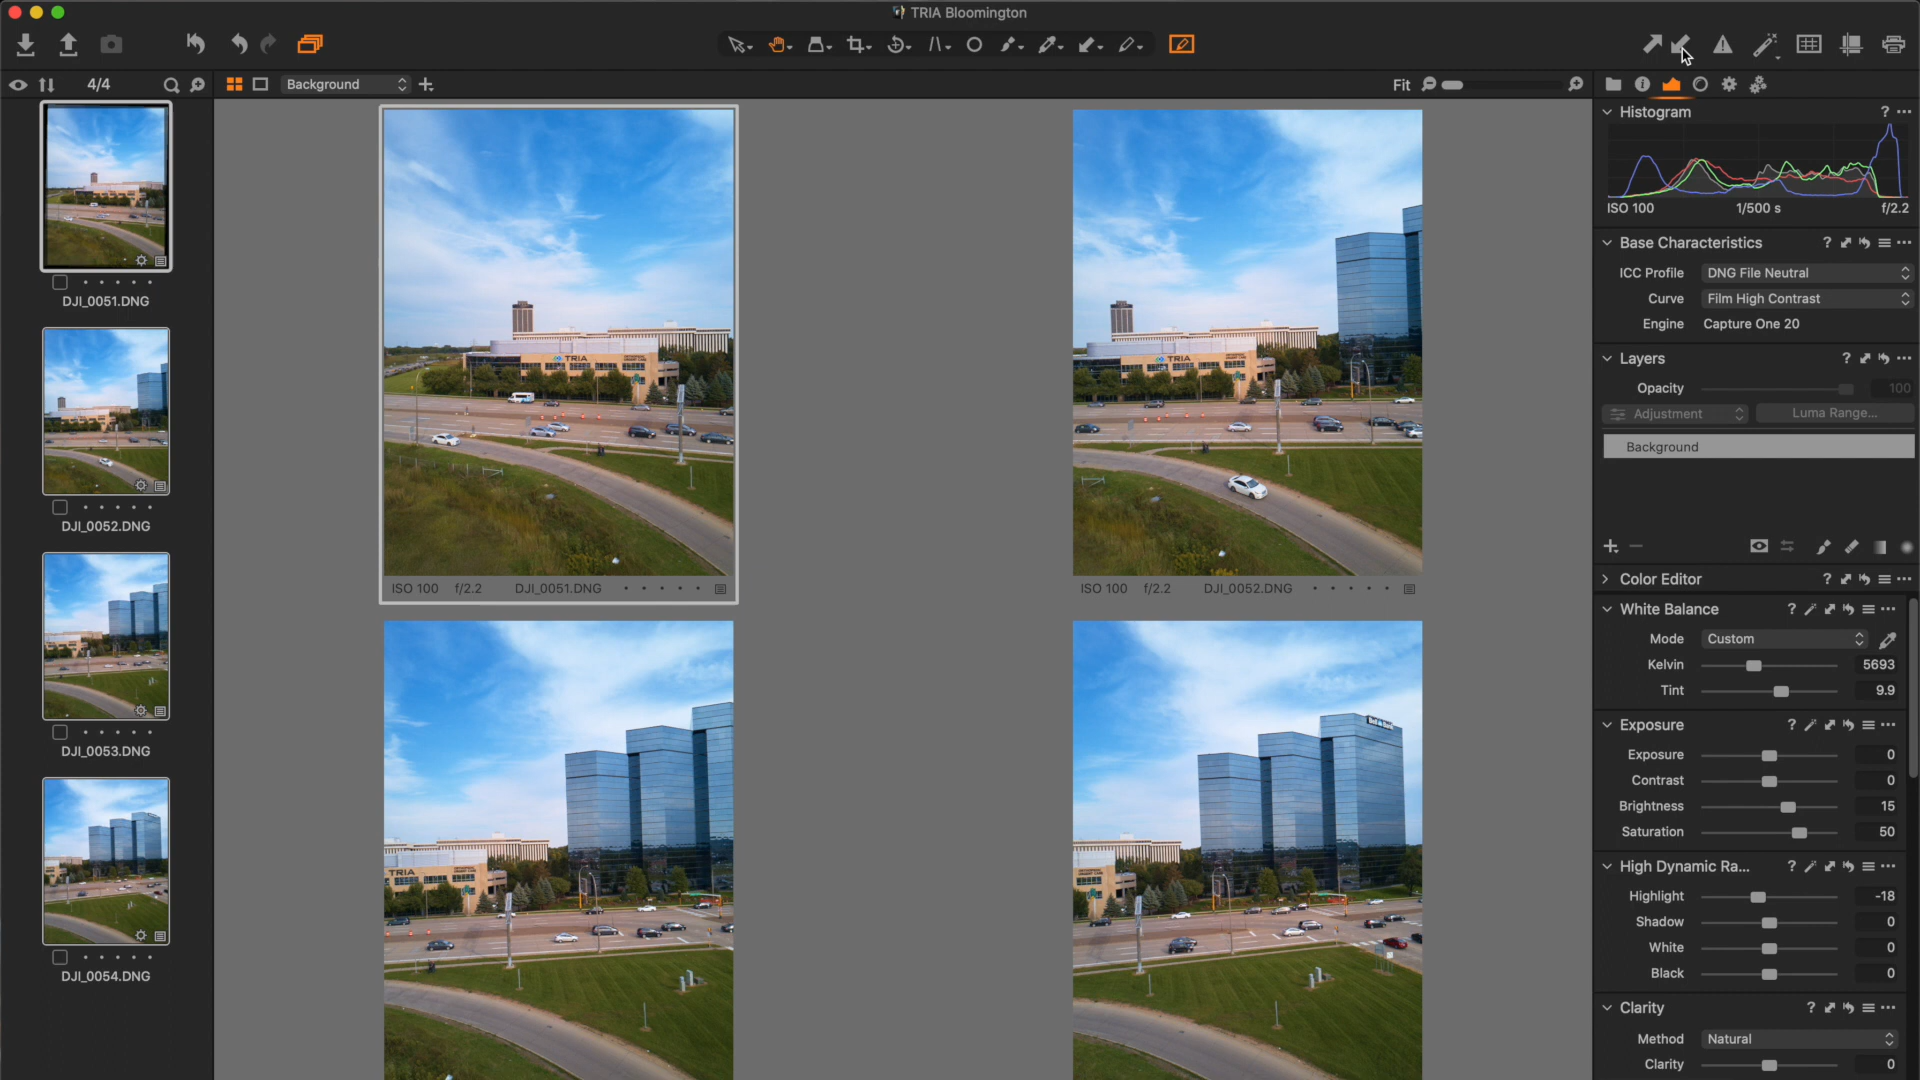 TRIA Bloomington
4/4
Background
Fit
DJI_0051.DNG
DJI_0052.DNG
DJI_0053.DNG
DJI_0054.DNG
TRIA
ISO 100 f/2.2 DJI_0051.DNG
TRIA
ISO 100 f/2.2 DJI_0052.DNG
TRIA
Histogram
ISO 100 1/500 s f/2.2
Base Characteristics
ICC Profile DNG File Neutral
Curve Film High Contrast
Engine Capture One 20
Layers
Opacity 100
Adjustment Luma Range...
Background
Color Editor
White Balance
Mode Custom
Kelvin 5693
Tint 9.9
Exposure
Exposure 0
Contrast 0
Brightness 15
Saturation 50
High Dynamic Ra...
Highlight -18
Shadow 0
White 0
Black 0
Clarity
Method Natural
Clarity 0